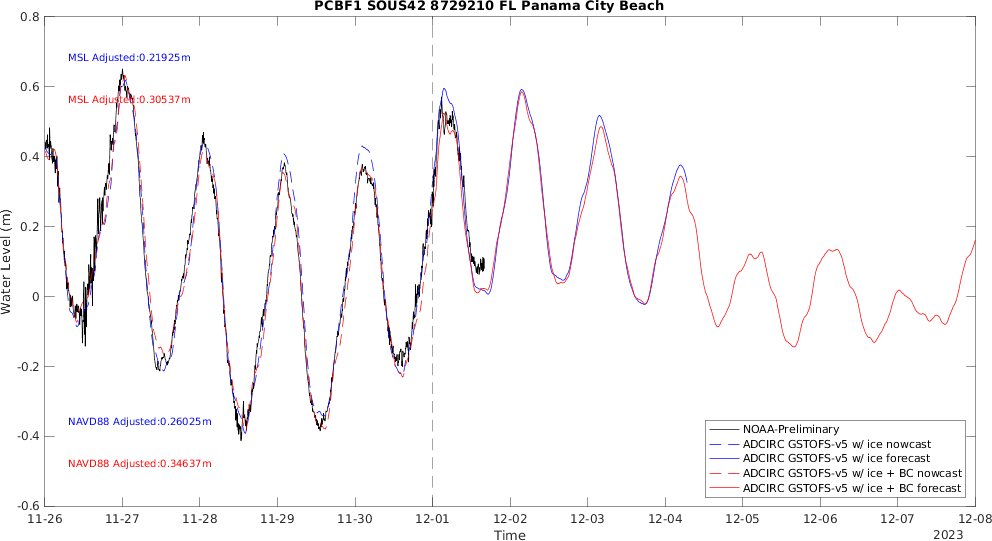 PCBF1 SOUS42 8729210 FL Panama City Beach
0.8
0.6
0.4
0.2
0
-0.2
-0.4
-0.6
Water Level (m)
MSL Adjusted:0.21925m
MSL Adjusted:0.30537m
NAVD88 Adjusted:0.26025m
NAVD88 Adjusted:0.34637m
NOAA-Preliminary
ADCIRC GSTOFS-v5 w/ ice nowcast
ADCIRC GSTOFS-v5 w/ ice forecast
ADCIRC GSTOFS-v5 w/ ice + BC nowcast
ADCIRC GSTOFS-v5 w/ ice + BC forecast
11-26 11-27 11-28 11-29 11-30 12-01 12-02 12-03 12-04 12-05 12-06 12-07 12-08
Time
2023